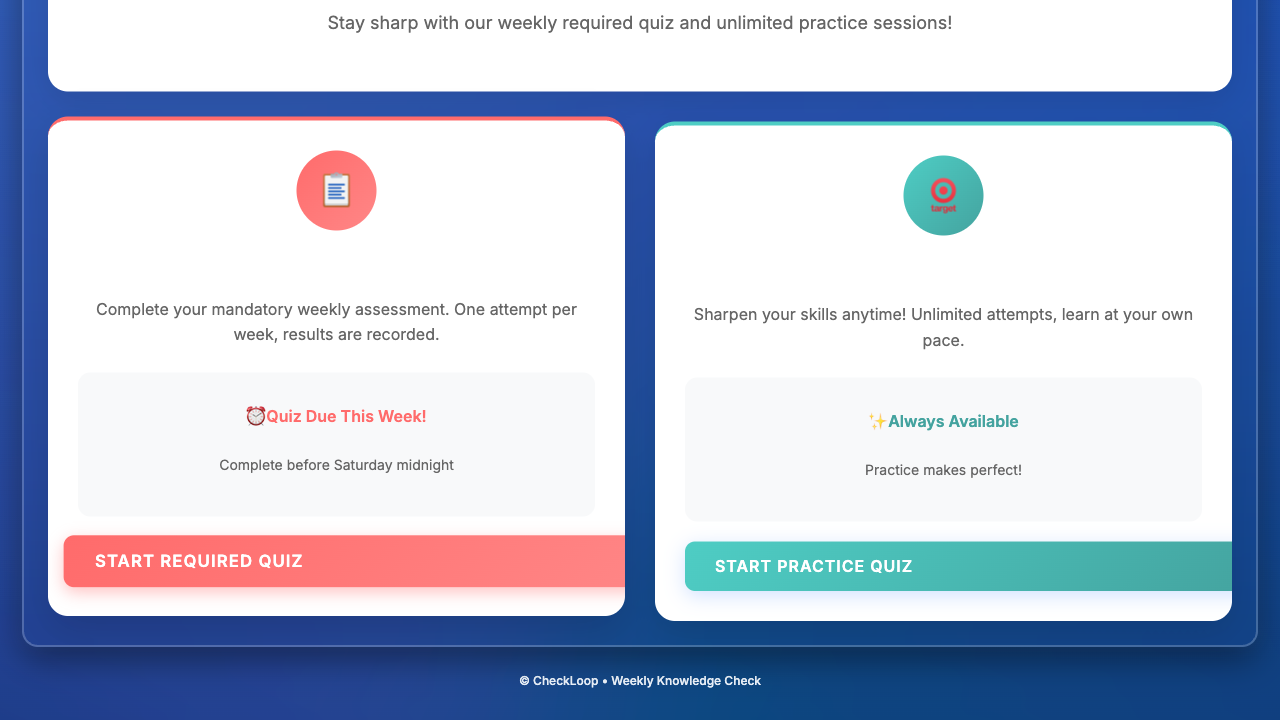 Stay sharp with our weekly required quiz and unlimited practice sessions!
Complete your mandatory weekly assessment. One attempt per
week, results are recorded.
⏰Quiz Due This Week!
Complete before Saturday midnight
START REQUIRED QUIZ
target
Sharpen your skills anytime! Unlimited attempts, learn at your own
pace.
✨Always Available
Practice makes perfect!
START PRACTICE QUIZ
© CheckLoop • Weekly Knowledge Check